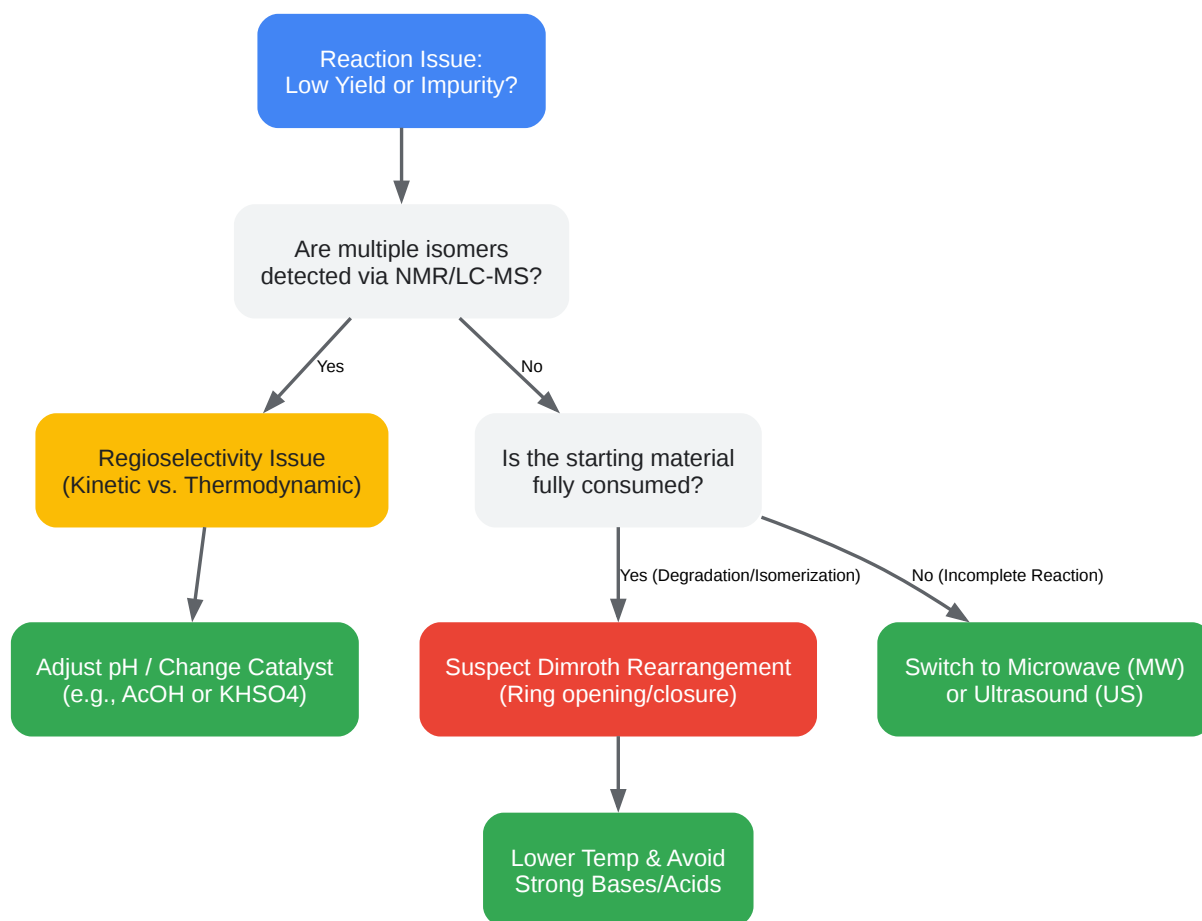 Reaction Issue:
Low Yield or Impurity?
Are multiple isomers
detected via NMR/LC-MS?
Yes
No
Regioselectivity Issue
(Kinetic vs. Thermodynamic)
Is the starting material
fully consumed?
Yes (Degradation/Isomerization)
No (Incomplete Reaction)
Adjust pH / Change Catalyst
(e.g., AcOH or KHSO4)
Suspect Dimroth Rearrangement
(Ring opening/closure)
Switch to Microwave (MW)
or Ultrasound (US)
Lower Temp & Avoid
Strong Bases/Acids